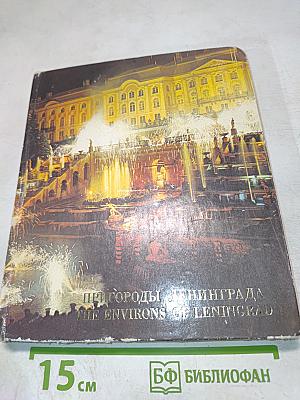 ПРИГОРОДЫ ЛЕНИНГРАДА
THE ENVIRONS OF LENINGRAD
15 см
БФ БИБЛИОФАН